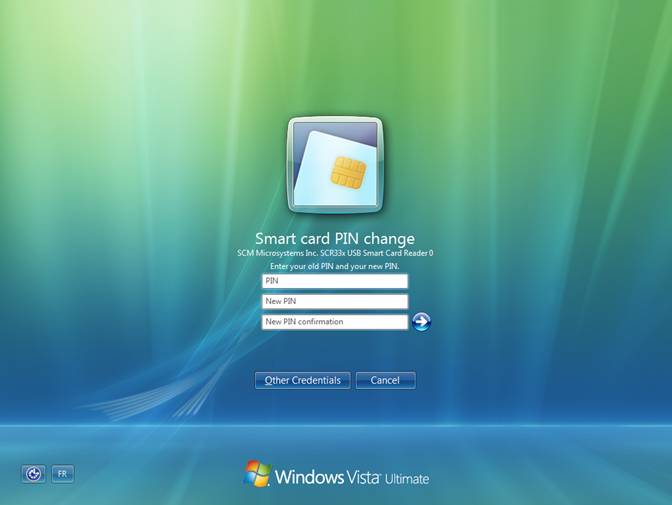 Smart card PIN change
SCM Microsystems Inc. SCR33x USB Smart Card Reader 0
Enter your old PIN and your new PIN.
PIN
New PIN
New PIN confirmation
Other Credentials Cancel
FR Windows Vista™ Ultimate